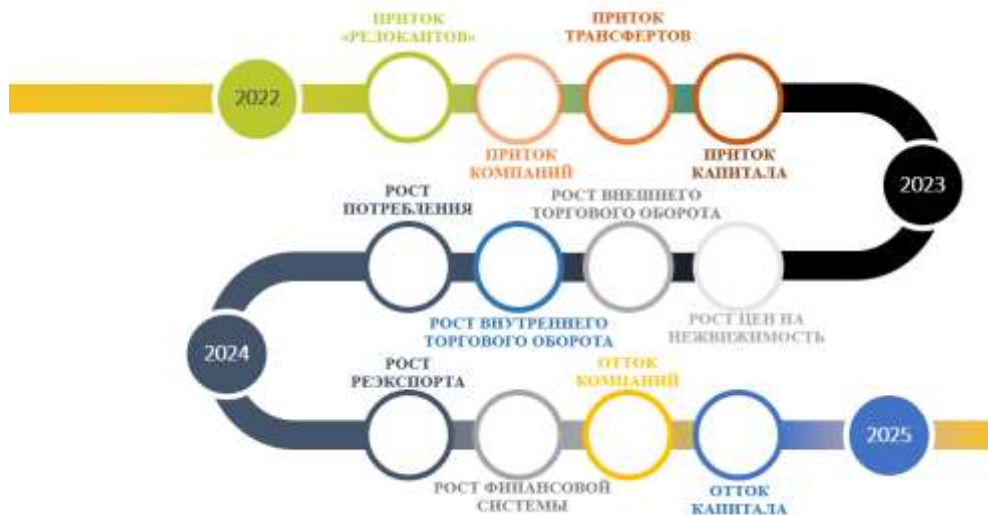 ПРИТОК
«РЕЛОКАНТОВ»
ПРИТОК
ТРАНСФЕРТОВ
2022
ПРИТОК
КОМПАНИЙ
ПРИТОК
КАПИТАЛА
2023
РОСТ
ПОТРЕБЛЕНИЯ
РОСТ ВНЕШНЕГО
ТОРГОВОГО ОБОРОТА
РОСТ ВНУТРЕННЕГО
ТОРГОВОГО ОБОРОТА
РОСТ ЦЕН НА
НЕЖВИЖИМОСТЬ
2024
РОСТ
РЕЭКСПОРТА
ОТТОК
КОМПАНИЙ
2025
РОСТ ФИНАНСОВОЙ
СИСТЕМЫ
ОТТОК
КАПИТАЛА